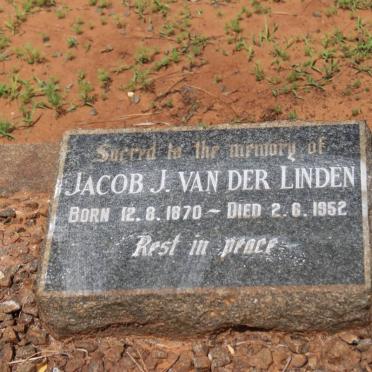 Sacred to the memory of
JACOB J. VAN DER LINDEN
BORN 12.8.1870 ~ DIED 2.6.1952
Rest in peace